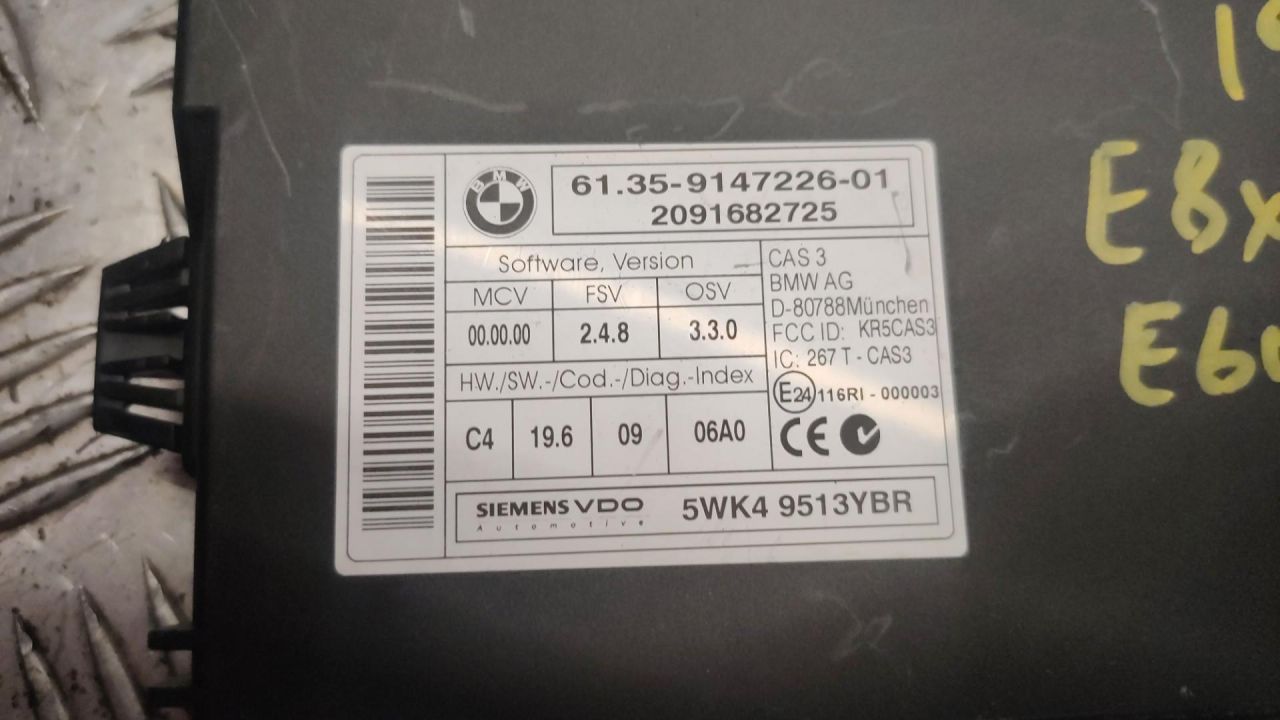 BMW
61.35-9147226-01
2091682725
Software, Version
MCV FSV OSV
00.00.00 2.4.8 3.3.0
HW./SW.-/Cod.-/Diag.-Index
C4 19.6 09 06A0
CAS 3
BMW AG
D-80788München
FCC ID: KR5CAS3
IC: 267 T - CAS3
E24 116RI - 000003
CE
SIEMENS VDO
Automotive
5WK4 9513YBR
E8x
E60